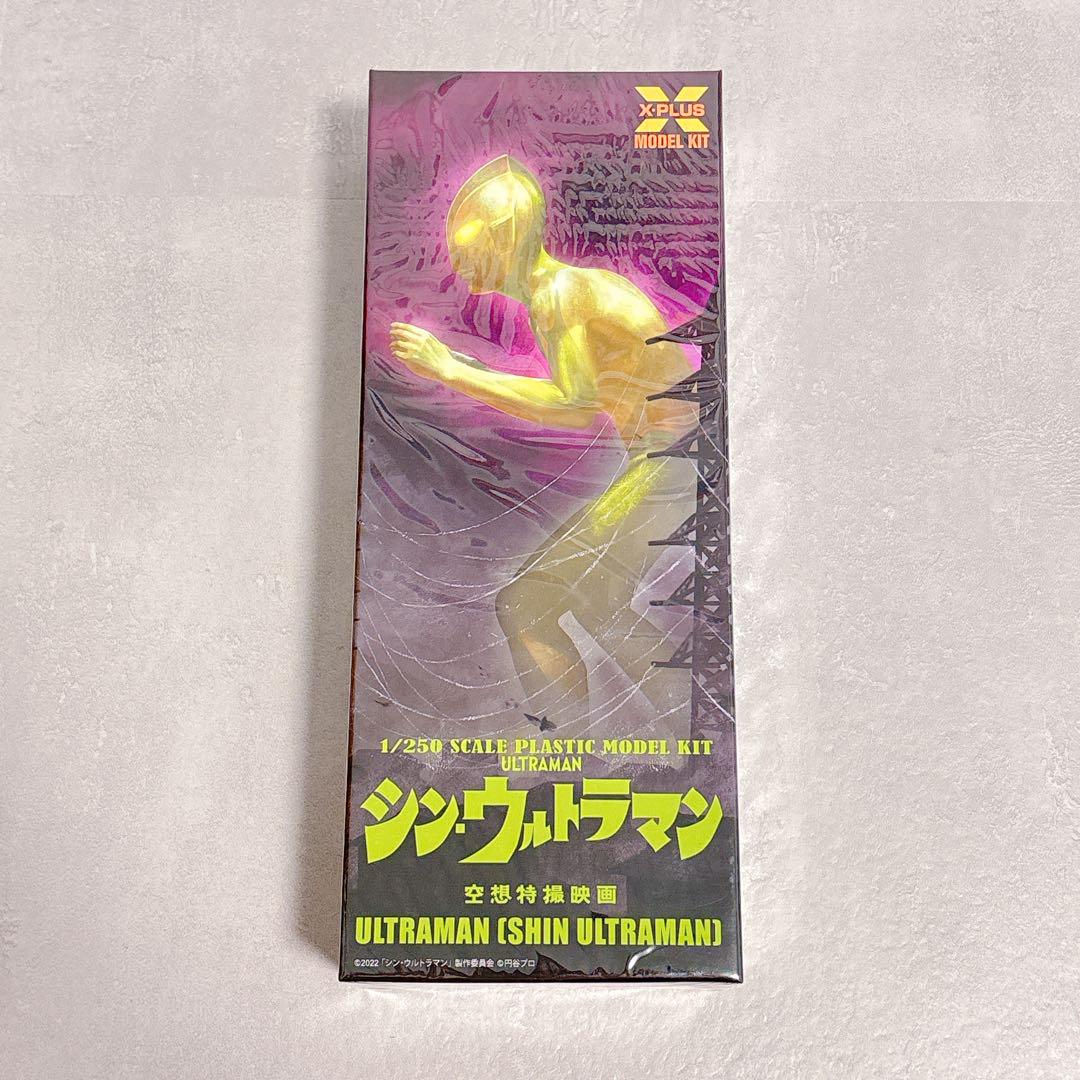 X-PLUS
MODEL KIT
1/250 SCALE PLASTIC MODEL KIT
ULTRAMAN
シン・ウルトラマン
空想特撮映画
ULTRAMAN (SHIN ULTRAMAN)
©2022「シン・ウルトラマン」製作委員会 ©円谷プロ